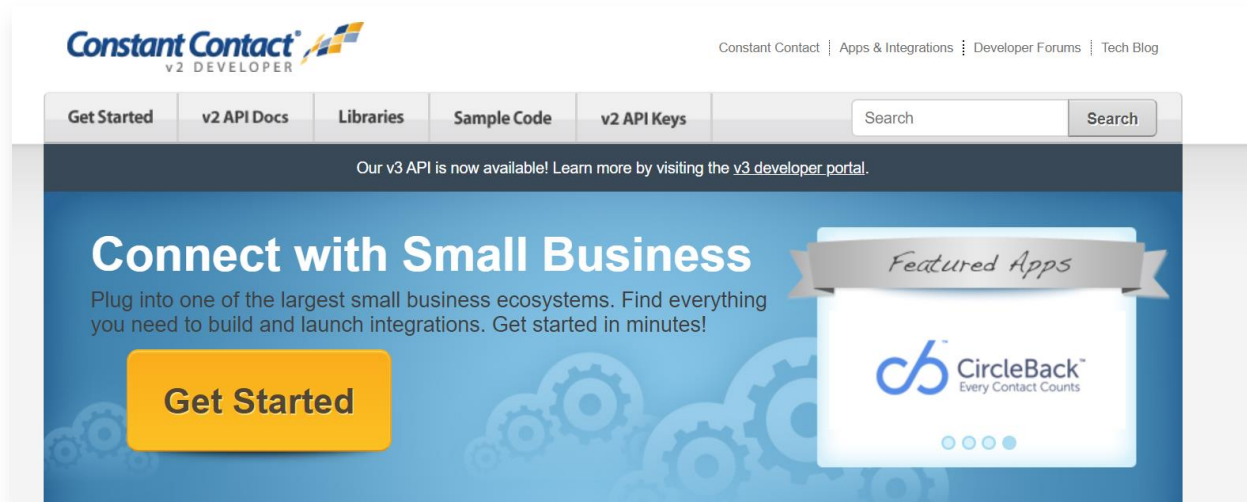 Constant Contact®
v2 DEVELOPER
Constant Contact
Apps & Integrations
Developer Forums
Tech Blog
Get Started
v2 API Docs
Libraries
Sample Code
v2 API Keys
Search
Search
Our v3 API is now available! Learn more by visiting the v3 developer portal.
Connect with Small Business
Plug into one of the largest small business ecosystems. Find everything
you need to build and launch integrations. Get started in minutes!
Get Started
Featured Apps
cb™
CircleBack™
Every Contact Counts